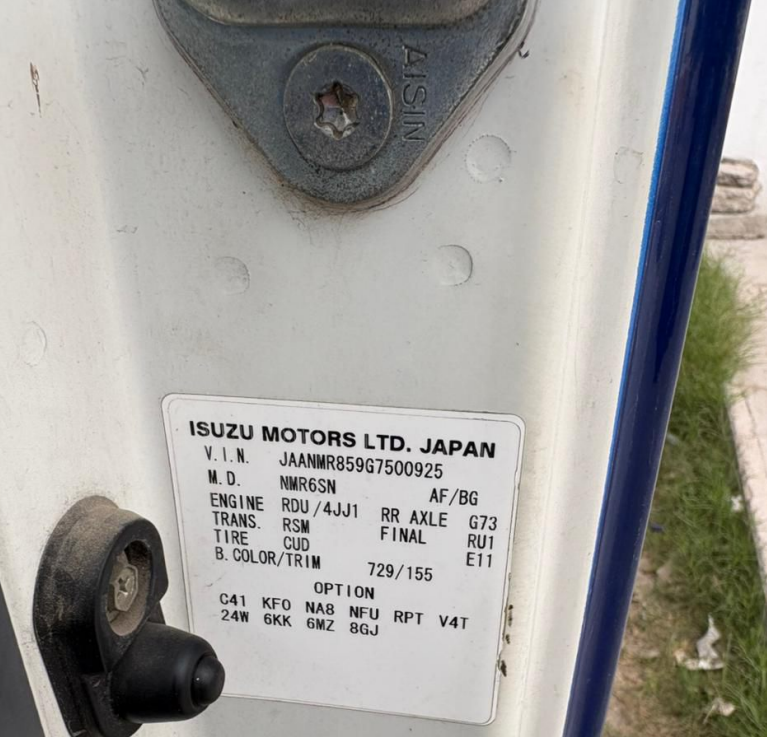 AISIN
ISUZU MOTORS LTD. JAPAN
V.I.N. JAANMR859G7500925
M.D. NMR6SN AF/BG
ENGINE RDU/4JJ1 RR AXLE G73
TRANS. RSM FINAL RU1
TIRE CUD E11
B.COLOR/TRIM 729/155
OPTION
C41 KFO NA8 NFU RPT V4T
24W 6KK 6MZ 8GJ